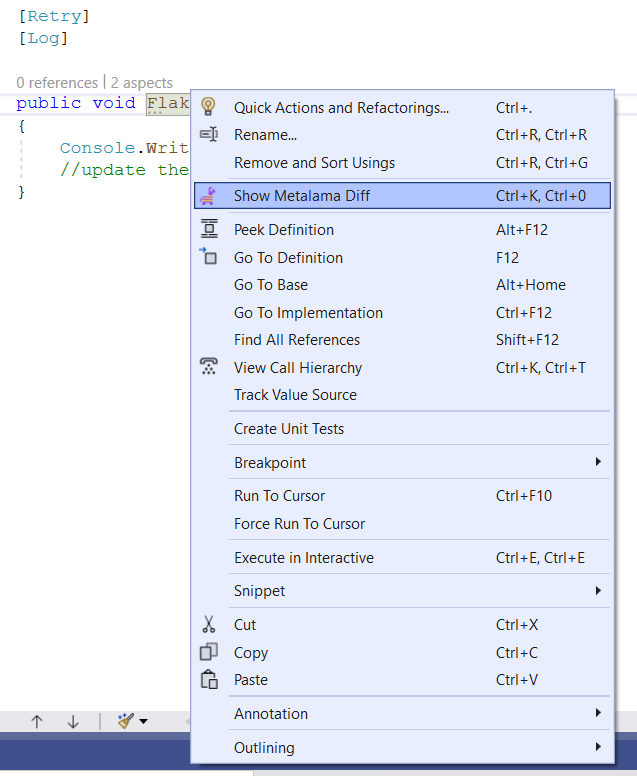 [Retry]
[Log]
0 references | 2 aspects
public void Flak
{
Console.Writ
//update the
}
Quick Actions and Refactorings... Ctrl+.
Rename... Ctrl+R, Ctrl+R
Remove and Sort Usings Ctrl+R, Ctrl+G
Show Metalama Diff Ctrl+K, Ctrl+0
Peek Definition Alt+F12
Go To Definition F12
Go To Base Alt+Home
Go To Implementation Ctrl+F12
Find All References Shift+F12
View Call Hierarchy Ctrl+K, Ctrl+T
Track Value Source
Create Unit Tests
Breakpoint
Run To Cursor Ctrl+F10
Force Run To Cursor
Execute in Interactive Ctrl+E, Ctrl+E
Snippet
Cut Ctrl+X
Copy Ctrl+C
Paste Ctrl+V
Annotation
Outlining